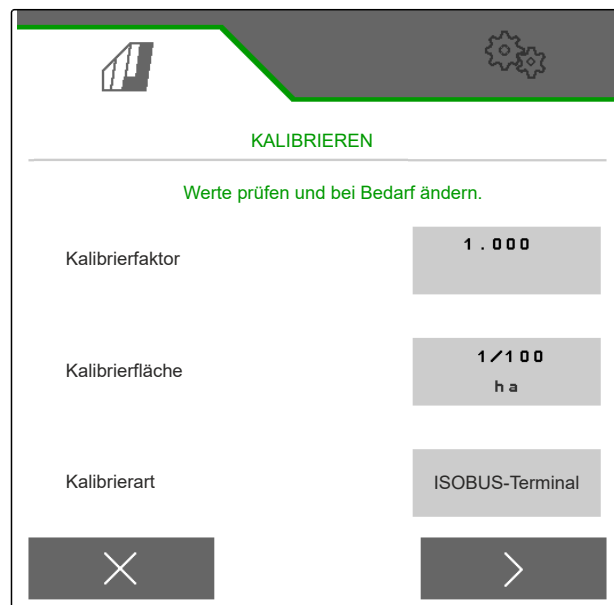 KALIBRIEREN
Werte prüfen und bei Bedarf ändern.
Kalibrierfaktor
1.000
Kalibrierfläche
1/100
ha
Kalibrierart
ISOBUS-Terminal